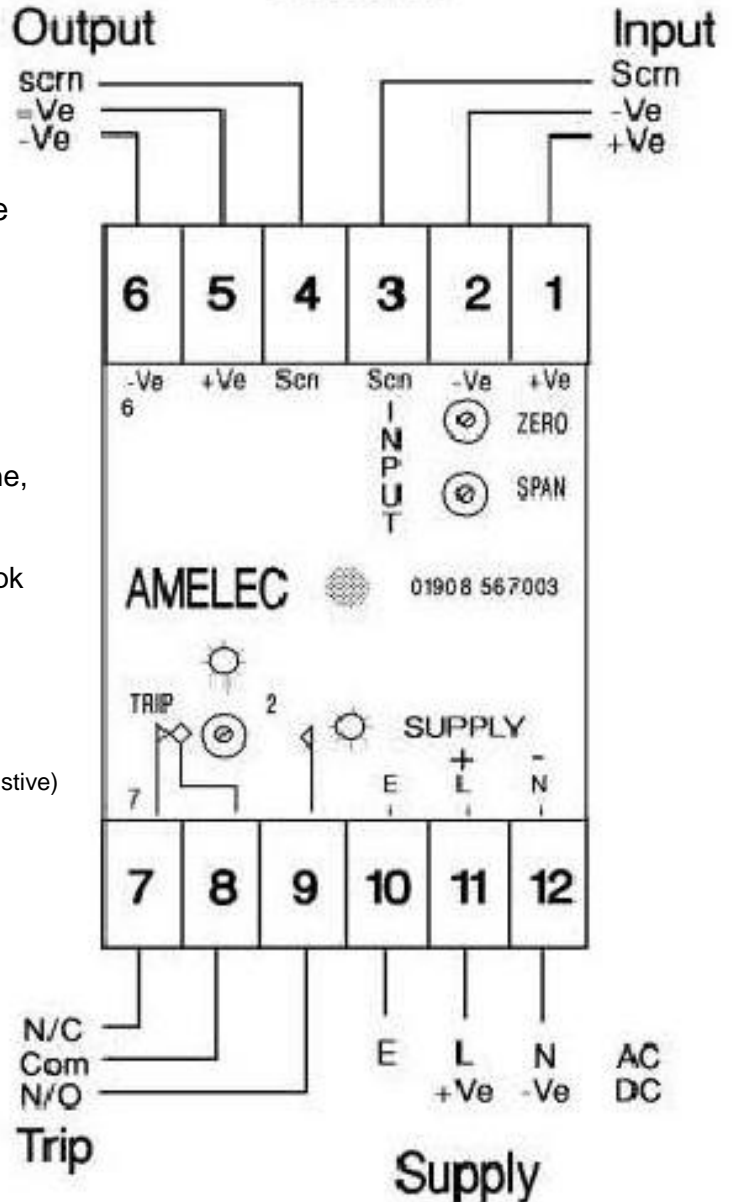 Output Input
scrn Scrn
=Ve -Ve
-Ve +Ve
e
6 5 4 3 2 1
-Ve +Ve Scn Scn -Ve +Ve
6
INPUT
ZERO
SPAN
ne,
ok
AMELEC 01908 567003
TRIP 2
SUPPLY
+ -
E L N
stive)
7
7 8 9 10 11 12
N/C
Com
N/O
E L N AC
+Ve -Ve DC
Trip
Supply